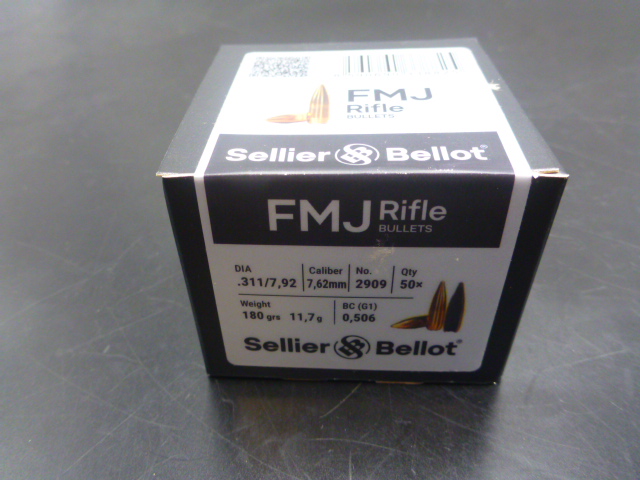 FMJ
Rifle
BULLETS
Sellier Bellot
FMJ Rifle
BULLETS
DIA Caliber No. Qty
.311/7,92 7,62mm 2909 50×
Weight BC (G1)
180 grs 11,7g 0,506
Sellier Bellot